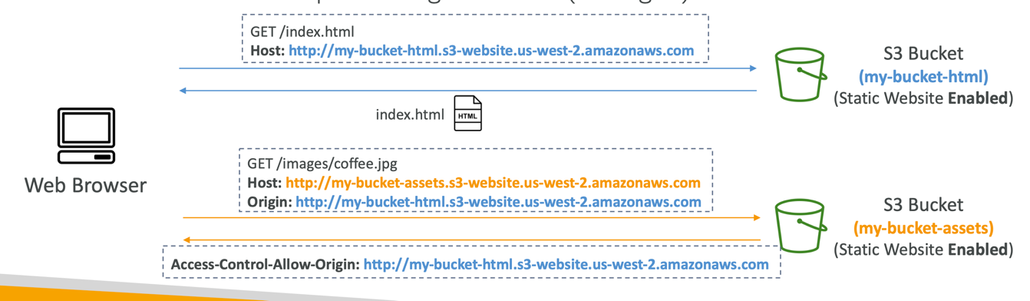 GET /index.html
Host: http://my-bucket-html.s3-website.us-west-2.amazonaws.com
S3 Bucket
(my-bucket-html)
(Static Website Enabled)
index.html
HTML
Web Browser
GET /images/coffee.jpg
Host: http://my-bucket-assets.s3-website.us-west-2.amazonaws.com
Origin: http://my-bucket-html.s3-website.us-west-2.amazonaws.com
S3 Bucket
(my-bucket-assets)
(Static Website Enabled)
Access-Control-Allow-Origin: http://my-bucket-html.s3-website.us-west-2.amazonaws.com